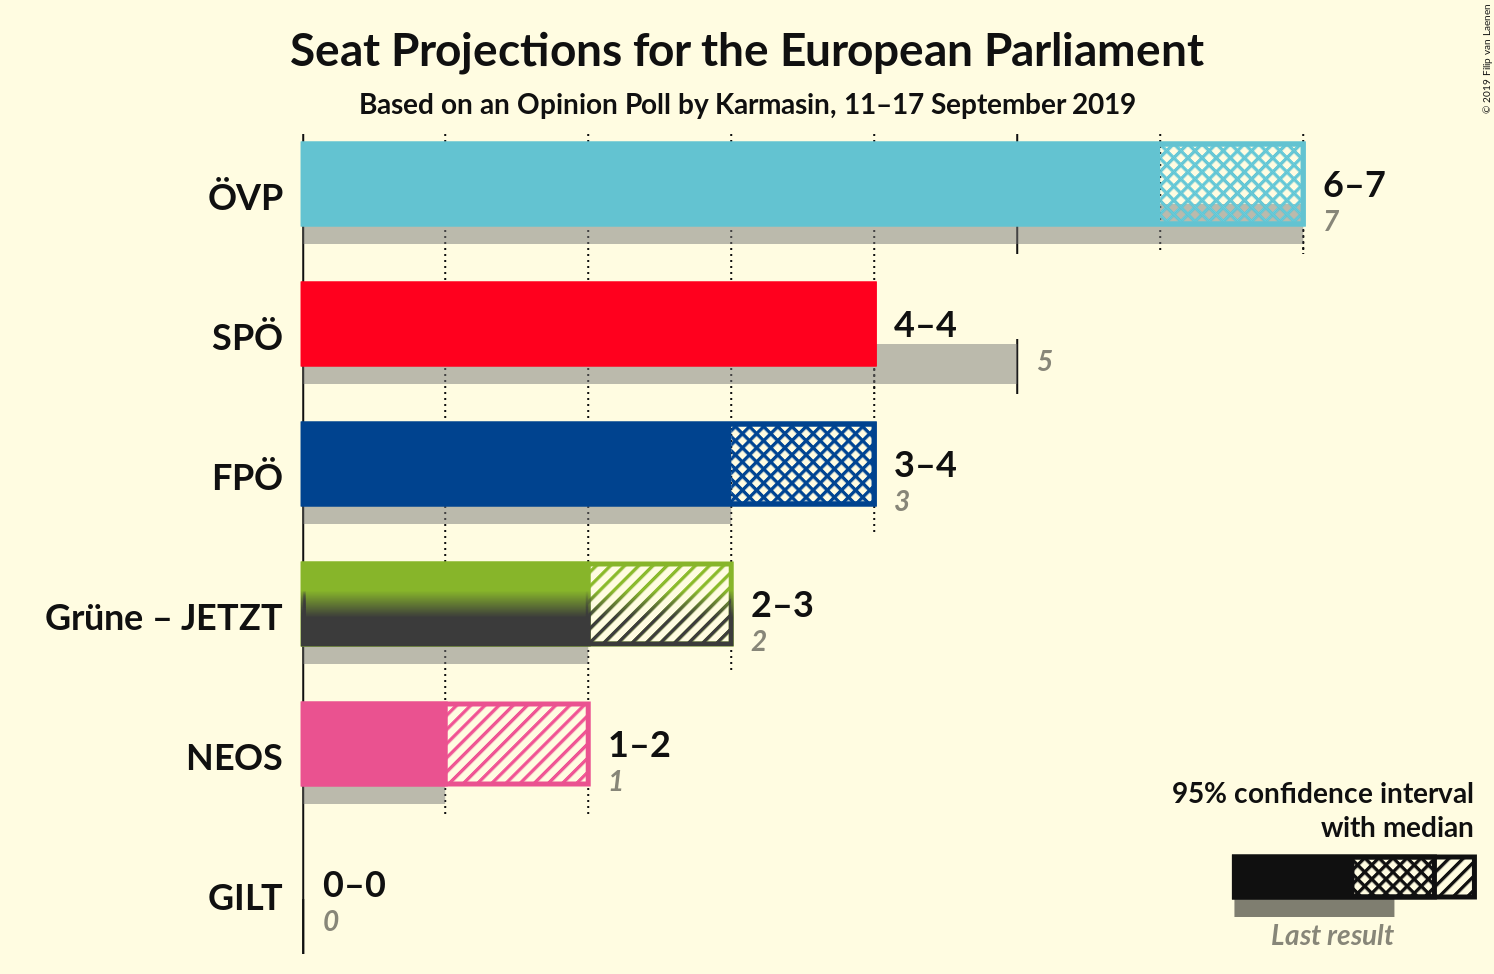 Seat Projections for the European Parliament
Based on an Opinion Poll by Karmasin, 11–17 September 2019
© 2019 Filip van Laenen
ÖVP
6–7
7
SPÖ
4–4
5
FPÖ
3–4
3
Grüne – JETZT
2–3
2
NEOS
1–2
1
GILT
0–0
0
95% confidence interval
with median
Last result